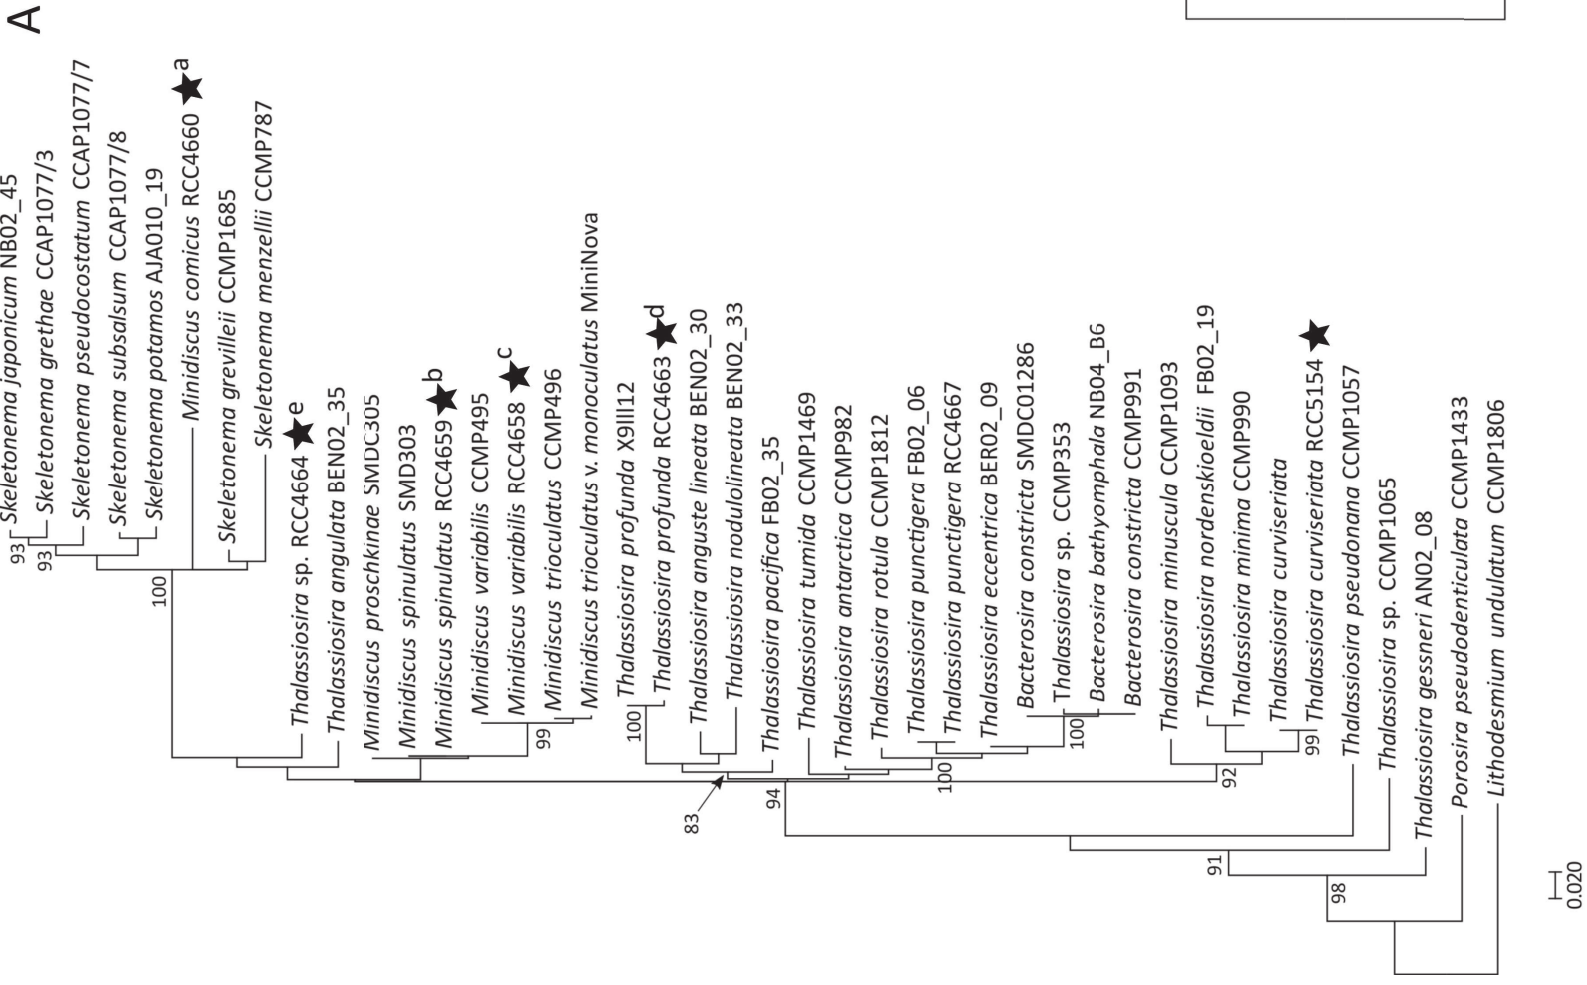 A
Skeletonema japonicum NB02_45
Skeletonema grethae CCAP1077/3
Skeletonema pseudocostatum CCAP1077/7
Skeletonema subsalsum CCAP1077/8
Skeletonema potamos AJA010_19
Minidiscus comicus RCC4660 a
Skeletonema grevilleii CCMP1685
Skeletonema menzellii CCMP787
Thalassiosira sp. RCC4664 e
Thalassiosira angulata BEN02_35
Minidiscus proschkinae SMDC305
Minidiscus spinulatus SMD303
Minidiscus spinulatus RCC4659 b
Minidiscus variabilis CCMP495
Minidiscus variabilis RCC4658 c
Minidiscus trioculatus CCMP496
Minidiscus trioculatus v. monoculatus MiniNova
Thalassiosira profunda X9III12
Thalassiosira profunda RCC4663 d
Thalassiosira anguste lineata BEN02_30
Thalassiosira nodulolineata BEN02_33
Thalassiosira pacifica FB02_35
Thalassiosira tumida CCMP1469
Thalassiosira antarctica CCMP982
Thalassiosira rotula CCMP1812
Thalassiosira punctigera FB02_06
Thalassiosira punctigera RCC4667
Thalassiosira eccentrica BER02_09
Bacterosira constricta SMDC01286
Thalassiosira sp. CCMP353
Bacterosira bathyomphala NB04_B6
Bacterosira constricta CCMP991
Thalassiosira minuscula CCMP1093
Thalassiosira nordenskioeldii FB02_19
Thalassiosira minima CCMP990
Thalassiosira curviseriata
Thalassiosira curviseriata RCC5154
Thalassiosira pseudonana CCMP1057
Thalassiosira sp. CCMP1065
Thalassiosira gessneri AN02_08
Porosira pseudodenticulata CCMP1433
Lithodesmium undulatum CCMP1806
93
93
100
99
100
83
94
100
100
92
99
91
98
0.020